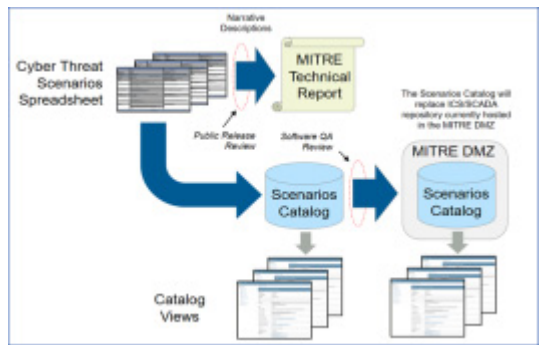 Narrative
Descriptions
Cyber Threat
Scenarios
Spreadsheet
MITRE
Technical
Report
Public Release
Review
Software QA
Review
The Scenarios Catalog will
replace ICS/SCADA
repository currently hosted
in the MITRE DMZ
MITRE DMZ
Scenarios
Catalog
Scenarios
Catalog
Catalog
Views